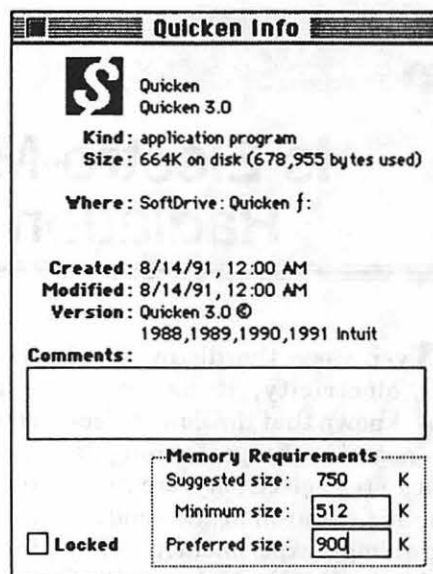 Quicken Info
Quicken
Quicken 3.0
Kind: application program
Size: 664K on disk (678,955 bytes used)
Where: SoftDrive: Quicken ƒ:
Created: 8/14/91, 12:00 AM
Modified: 8/14/91, 12:00 AM
Version: Quicken 3.0 ©
1988,1989,1990,1991 Intuit
Comments:
Memory Requirements
Suggested size: 750 K
Minimum size: 512 K
Locked
Preferred size: 900 K